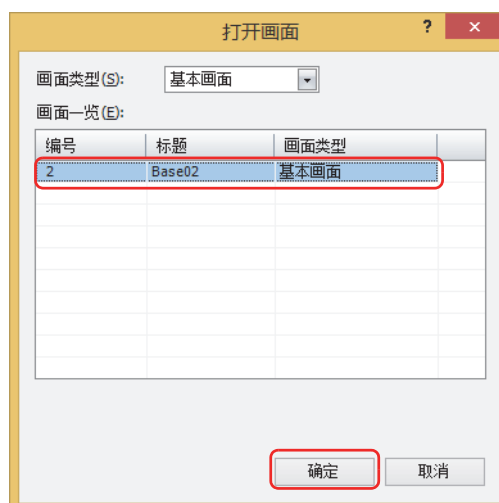 打开画面 ? ×
画面类型(S): 基本画面
画面一览(E):
编号 标题 画面类型
2 Base02 基本画面
确定 取消